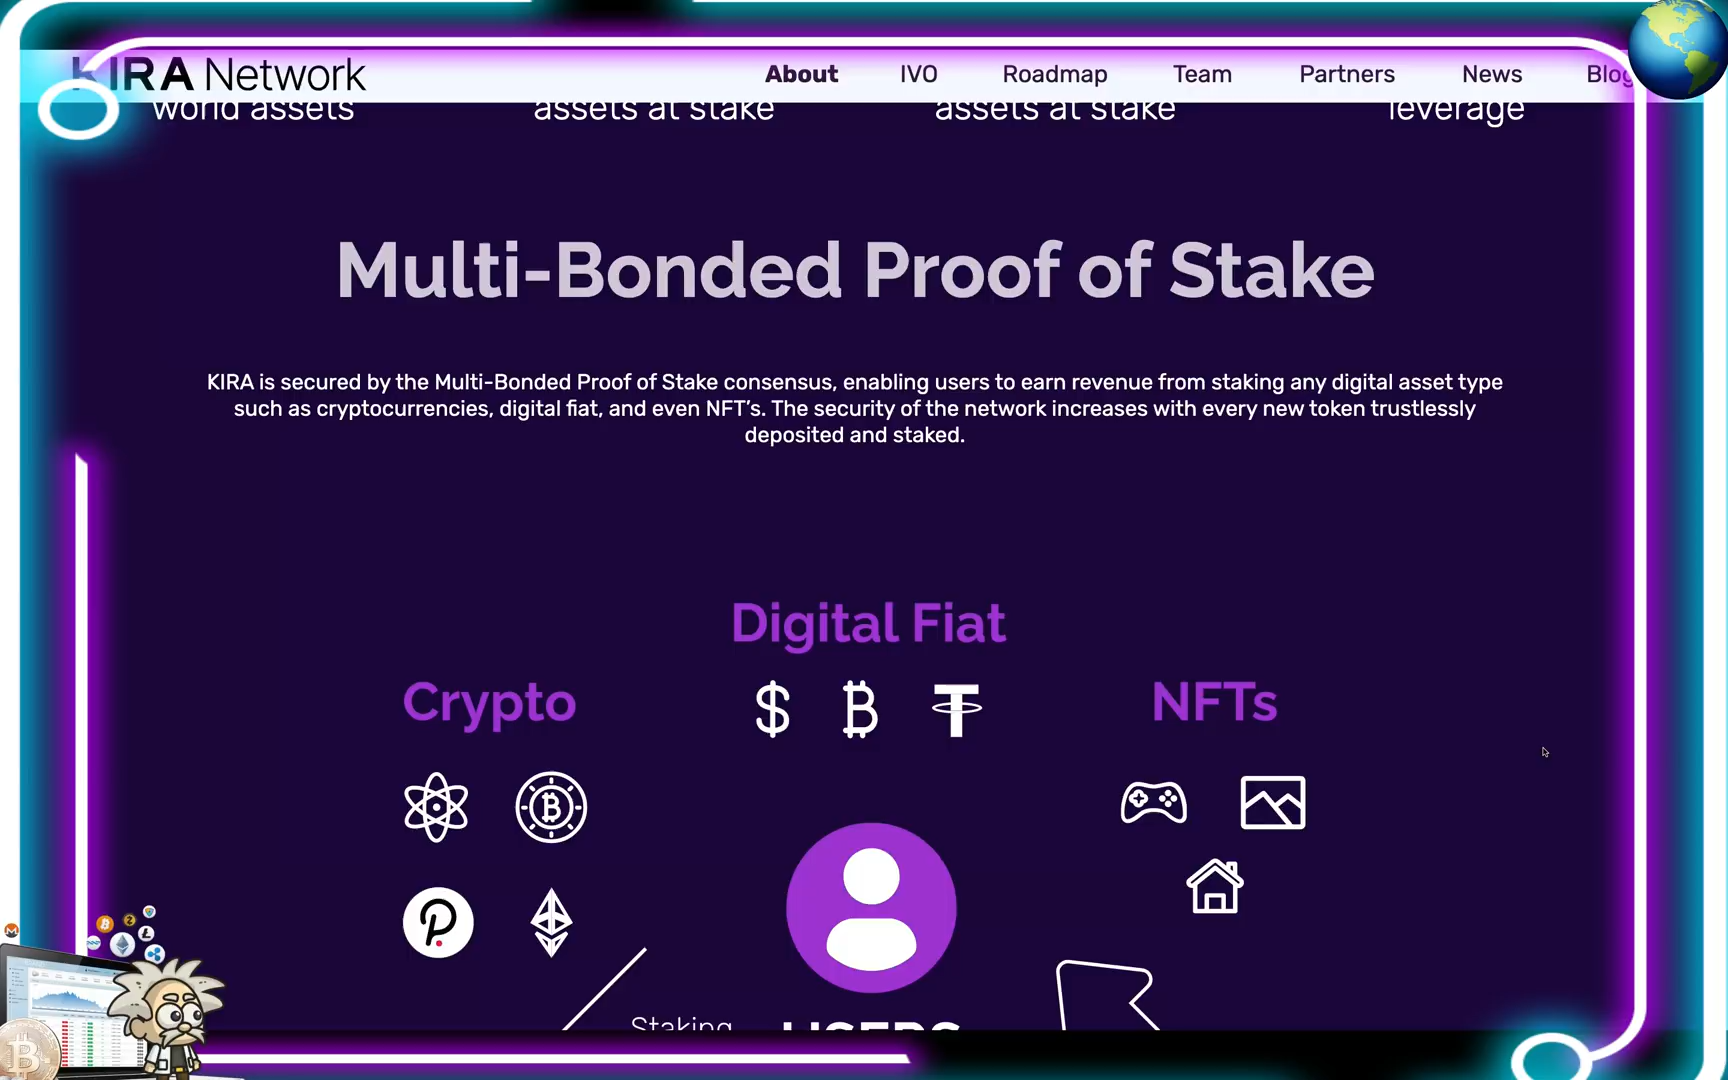 KIRA Network
About IVO Roadmap Team Partners News Blog
world assets assets at stake assets at stake leverage
Multi-Bonded Proof of Stake
KIRA is secured by the Multi-Bonded Proof of Stake consensus, enabling users to earn revenue from staking any digital asset type
such as cryptocurrencies, digital fiat, and even NFT's. The security of the network increases with every new token trustlessly
deposited and staked.
Digital Fiat
Crypto
NFTs
Staking
USERS